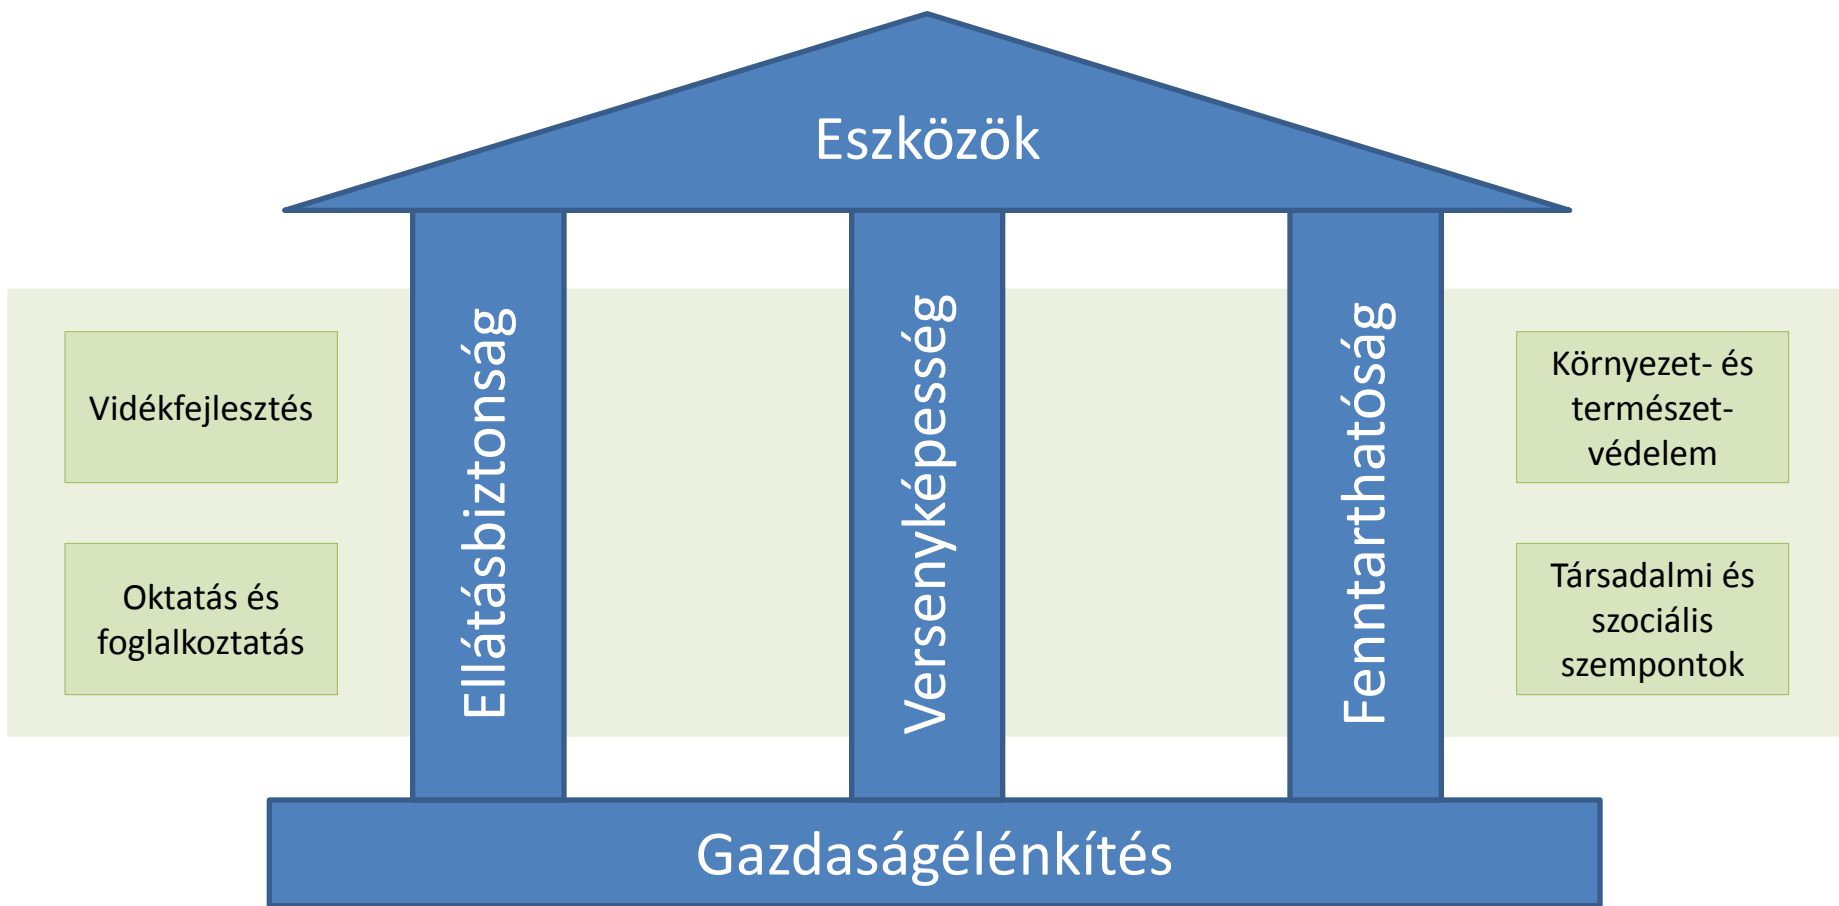 Eszközök
Vidékfejlesztés
Oktatás és
foglalkoztatás
Ellátásbiztonság
Versenyképesség
Fenntarthatóság
Környezet- és
természet-
védelem
Társadalmi és
szociális
szempontok
Gazdaságélénkítés